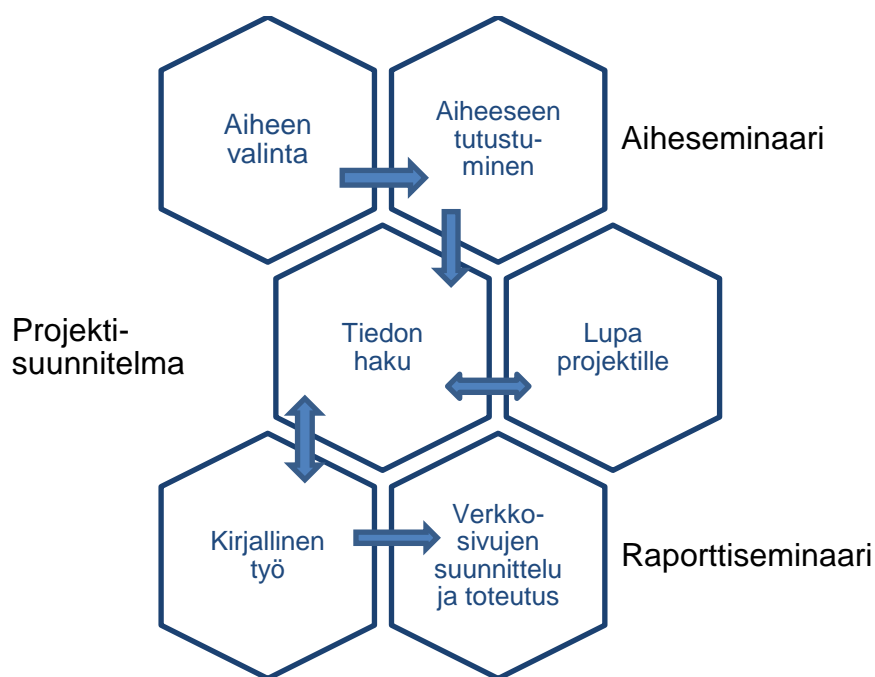 Aiheen
valinta
Aiheeseen
tutustu-
minen
Aiheseminaari
Projekti-
suunnitelma
Tiedon
haku
Lupa
projektille
Kirjallinen
työ
Verkko-
sivujen
suunnittelu
ja toteutus
Raporttiseminaari